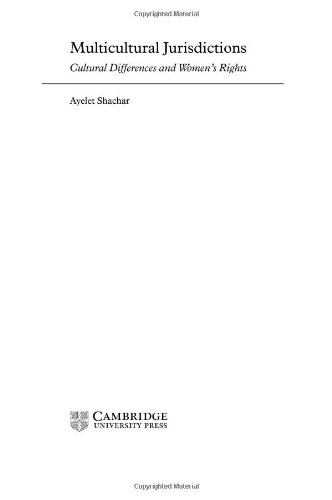 Copyrighted Material
Multicultural Jurisdictions
Cultural Differences and Women's Rights
Ayelet Shachar
CAMBRIDGE
UNIVERSITY PRESS
Copyrighted Material